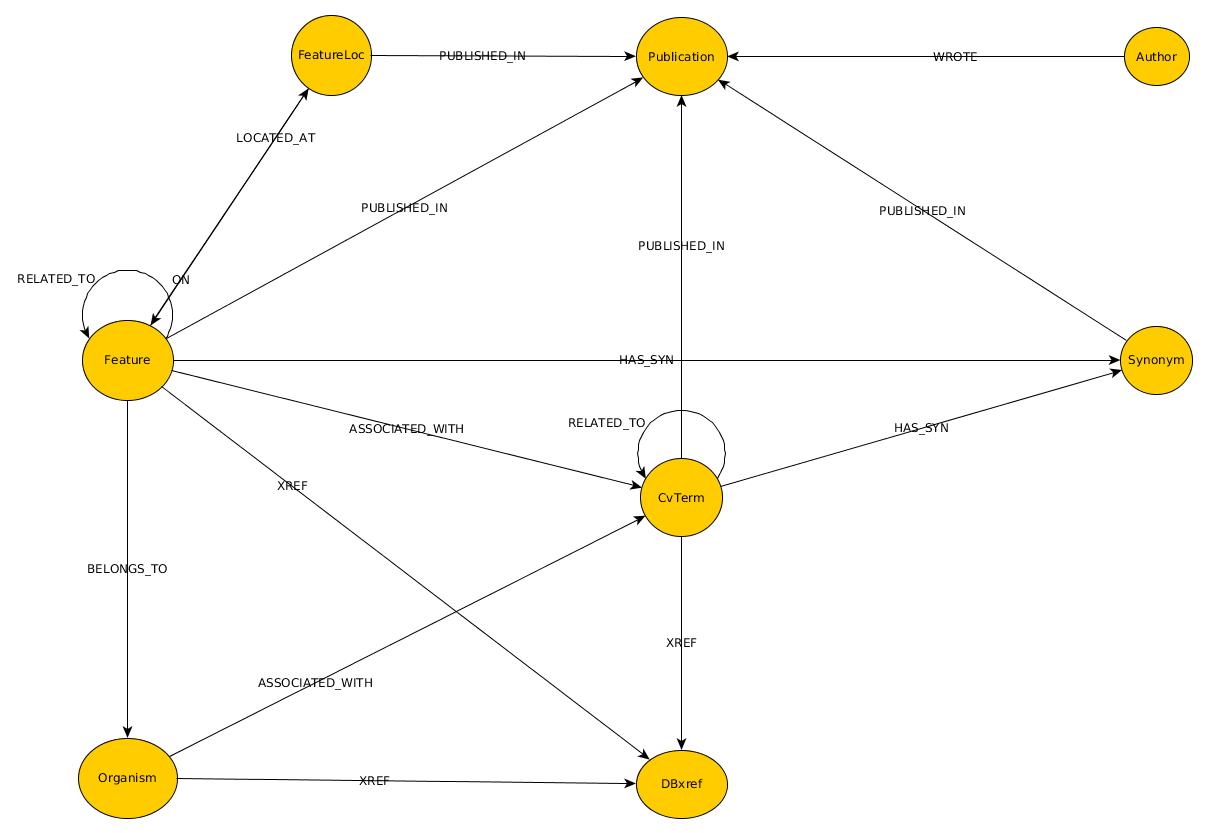 FeatureLoc
PUBLISHED_IN
Publication
WROTE
Author
LOCATED_AT
PUBLISHED_IN
PUBLISHED_IN
PUBLISHED_IN
RELATED_TO
ON
Feature
HAS_SYN
Synonym
RELATED_TO
ASSOCIATED_WITH
HAS_SYN
XREF
CvTerm
BELONGS_TO
XREF
ASSOCIATED_WITH
Organism
XREF
DBxref